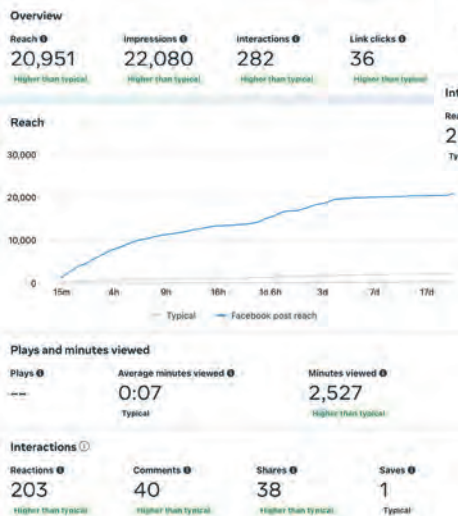 Overview
Reach Impressions Interactions Link clicks
20,951 22,080 282 36
Higher than typical Higher than typical Higher than typical Higher than typical
Int
Rea
2
Ty
Reach
30,000
20,000
10,000
0
15m 4h 9h 16h 1d 6h 3d 7d 17d
Typical Facebook post reach
Plays and minutes viewed
Plays Average minutes viewed Minutes viewed
-- 0:07 2,527
Typical Higher than typical
Interactions
Reactions Comments Shares Saves
203 40 38 1
Higher than typical Higher than typical Higher than typical Typical